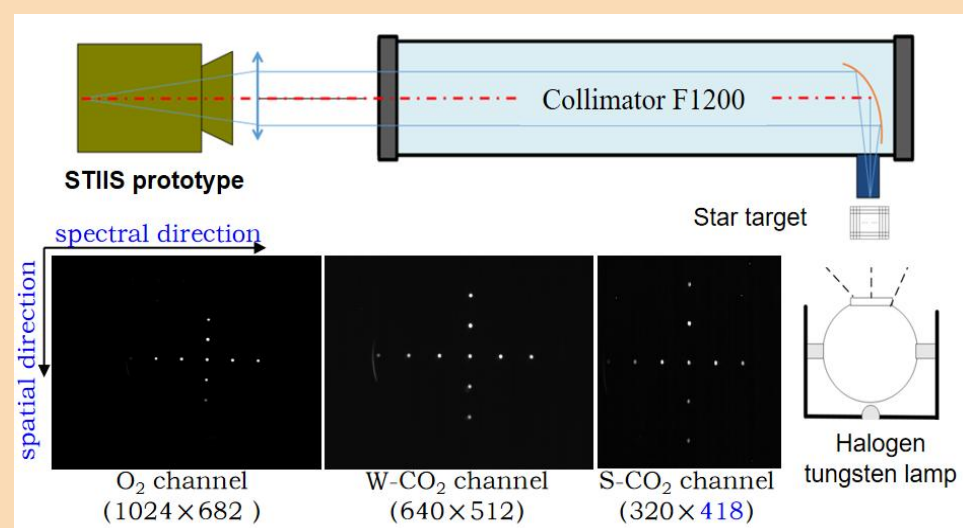 Collimator F1200
STIIS prototype
Star target
spectral direction
spatial direction
O₂ channel
(1024×682 )
W-CO₂ channel
(640×512)
S-CO₂ channel
(320×418)
Halogen
tungsten lamp